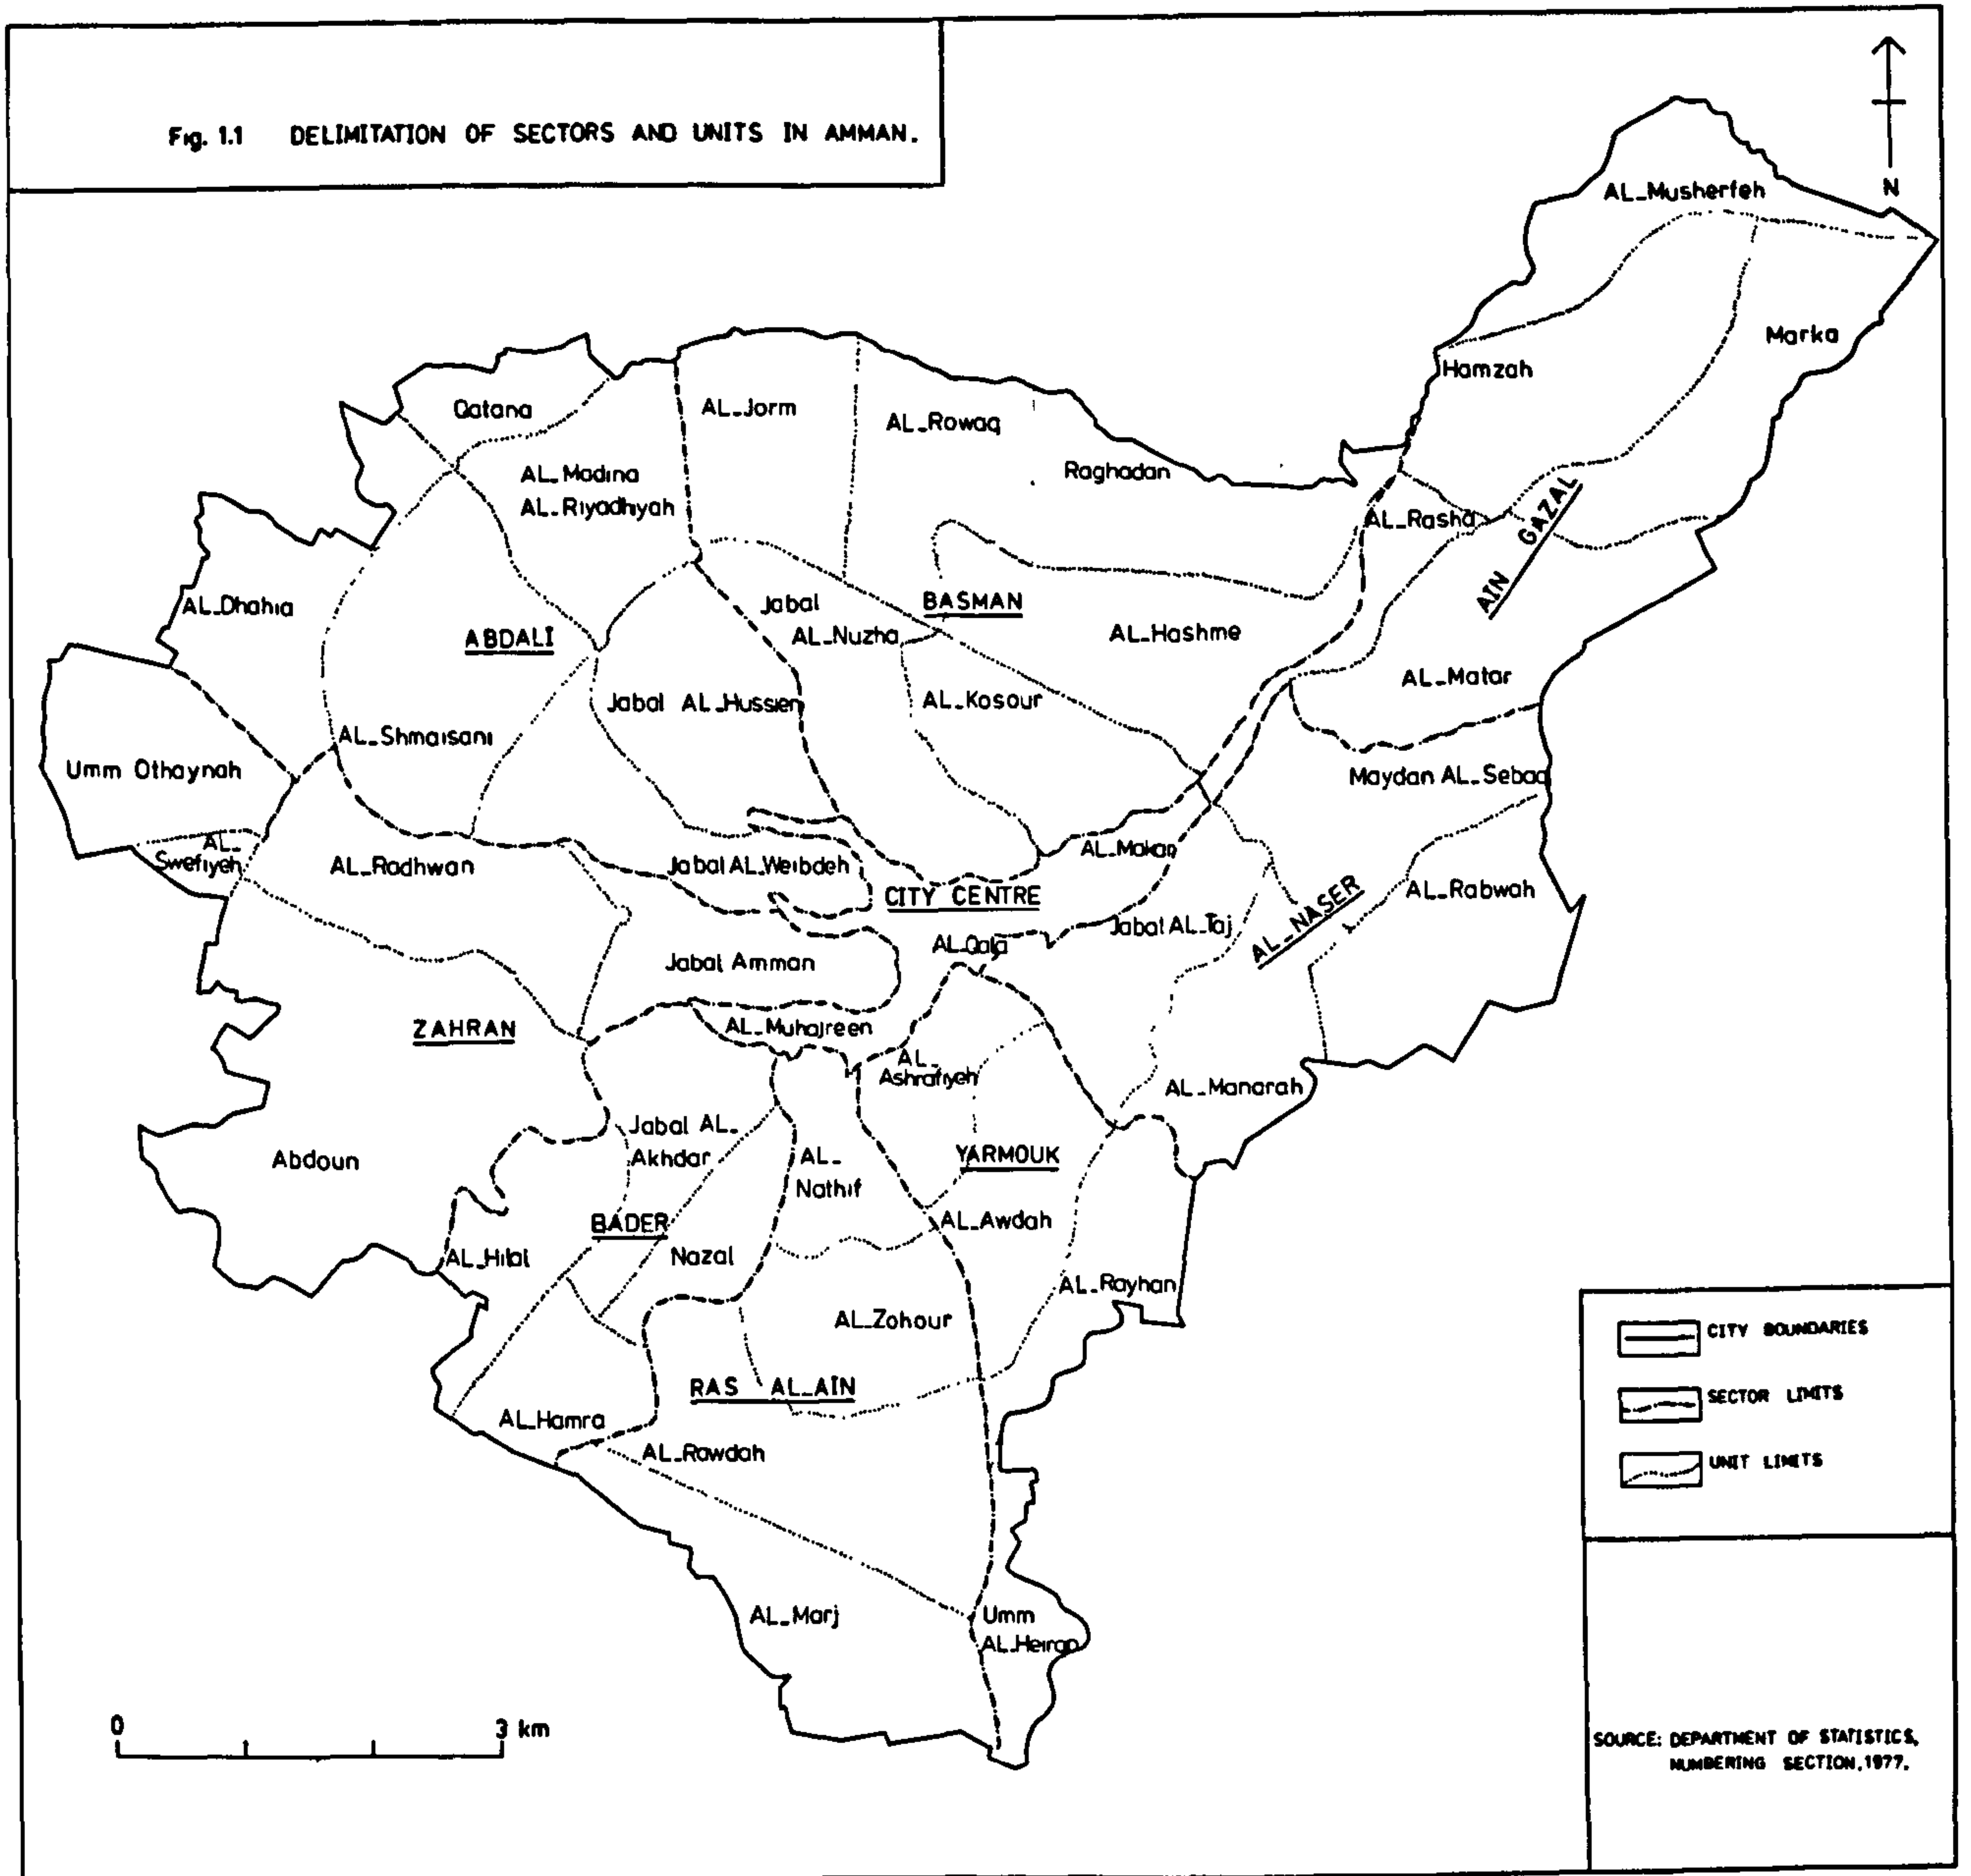 Fig. 1.1 DELIMITATION OF SECTORS AND UNITS IN AMMAN.
N
AL_Musherfeh
Marka
Hamzah
Qatana
AL_Jorm
AL_Rowaq
AL_Madina
AL_Riyadhiyah
Raghadan
AL_Rasha
AIN GAZAL
AL_Dhahia
ABDALI
Jabal
AL_Nuzha
BASMAN
AL_Hashme
AL_Matar
Jabal AL_Hussien
AL_Kosour
AL_Shmaisani
Umm Othaynah
Maydan AL_Sebaq
AL_
Swefiyeh
AL_Radhwan
Jabal AL_Weibdeh
AL_Makan
CITY CENTRE
AL_Rabwah
AL_NASER
Jabal AL_Taj
AL_Qala
Jabal Amman
ZAHRAN
AL_Muhajreen
AL_
Ashrafiyeh
AL_Manarah
Jabal AL_
Akhdar
Abdoun
AL_
Nathif
YARMOUK
BADER
AL_Awdah
AL_Hilal
Nazal
AL_Rayhan
AL_Zohour
RAS AL_AIN
AL_Hamra
AL_Rawdah
AL_Marj
Umm
AL_Heiran
CITY BOUNDARIES
SECTOR LIMITS
UNIT LIMITS
0 3 km
SOURCE: DEPARTMENT OF STATISTICS,
NUMBERING SECTION, 1977.